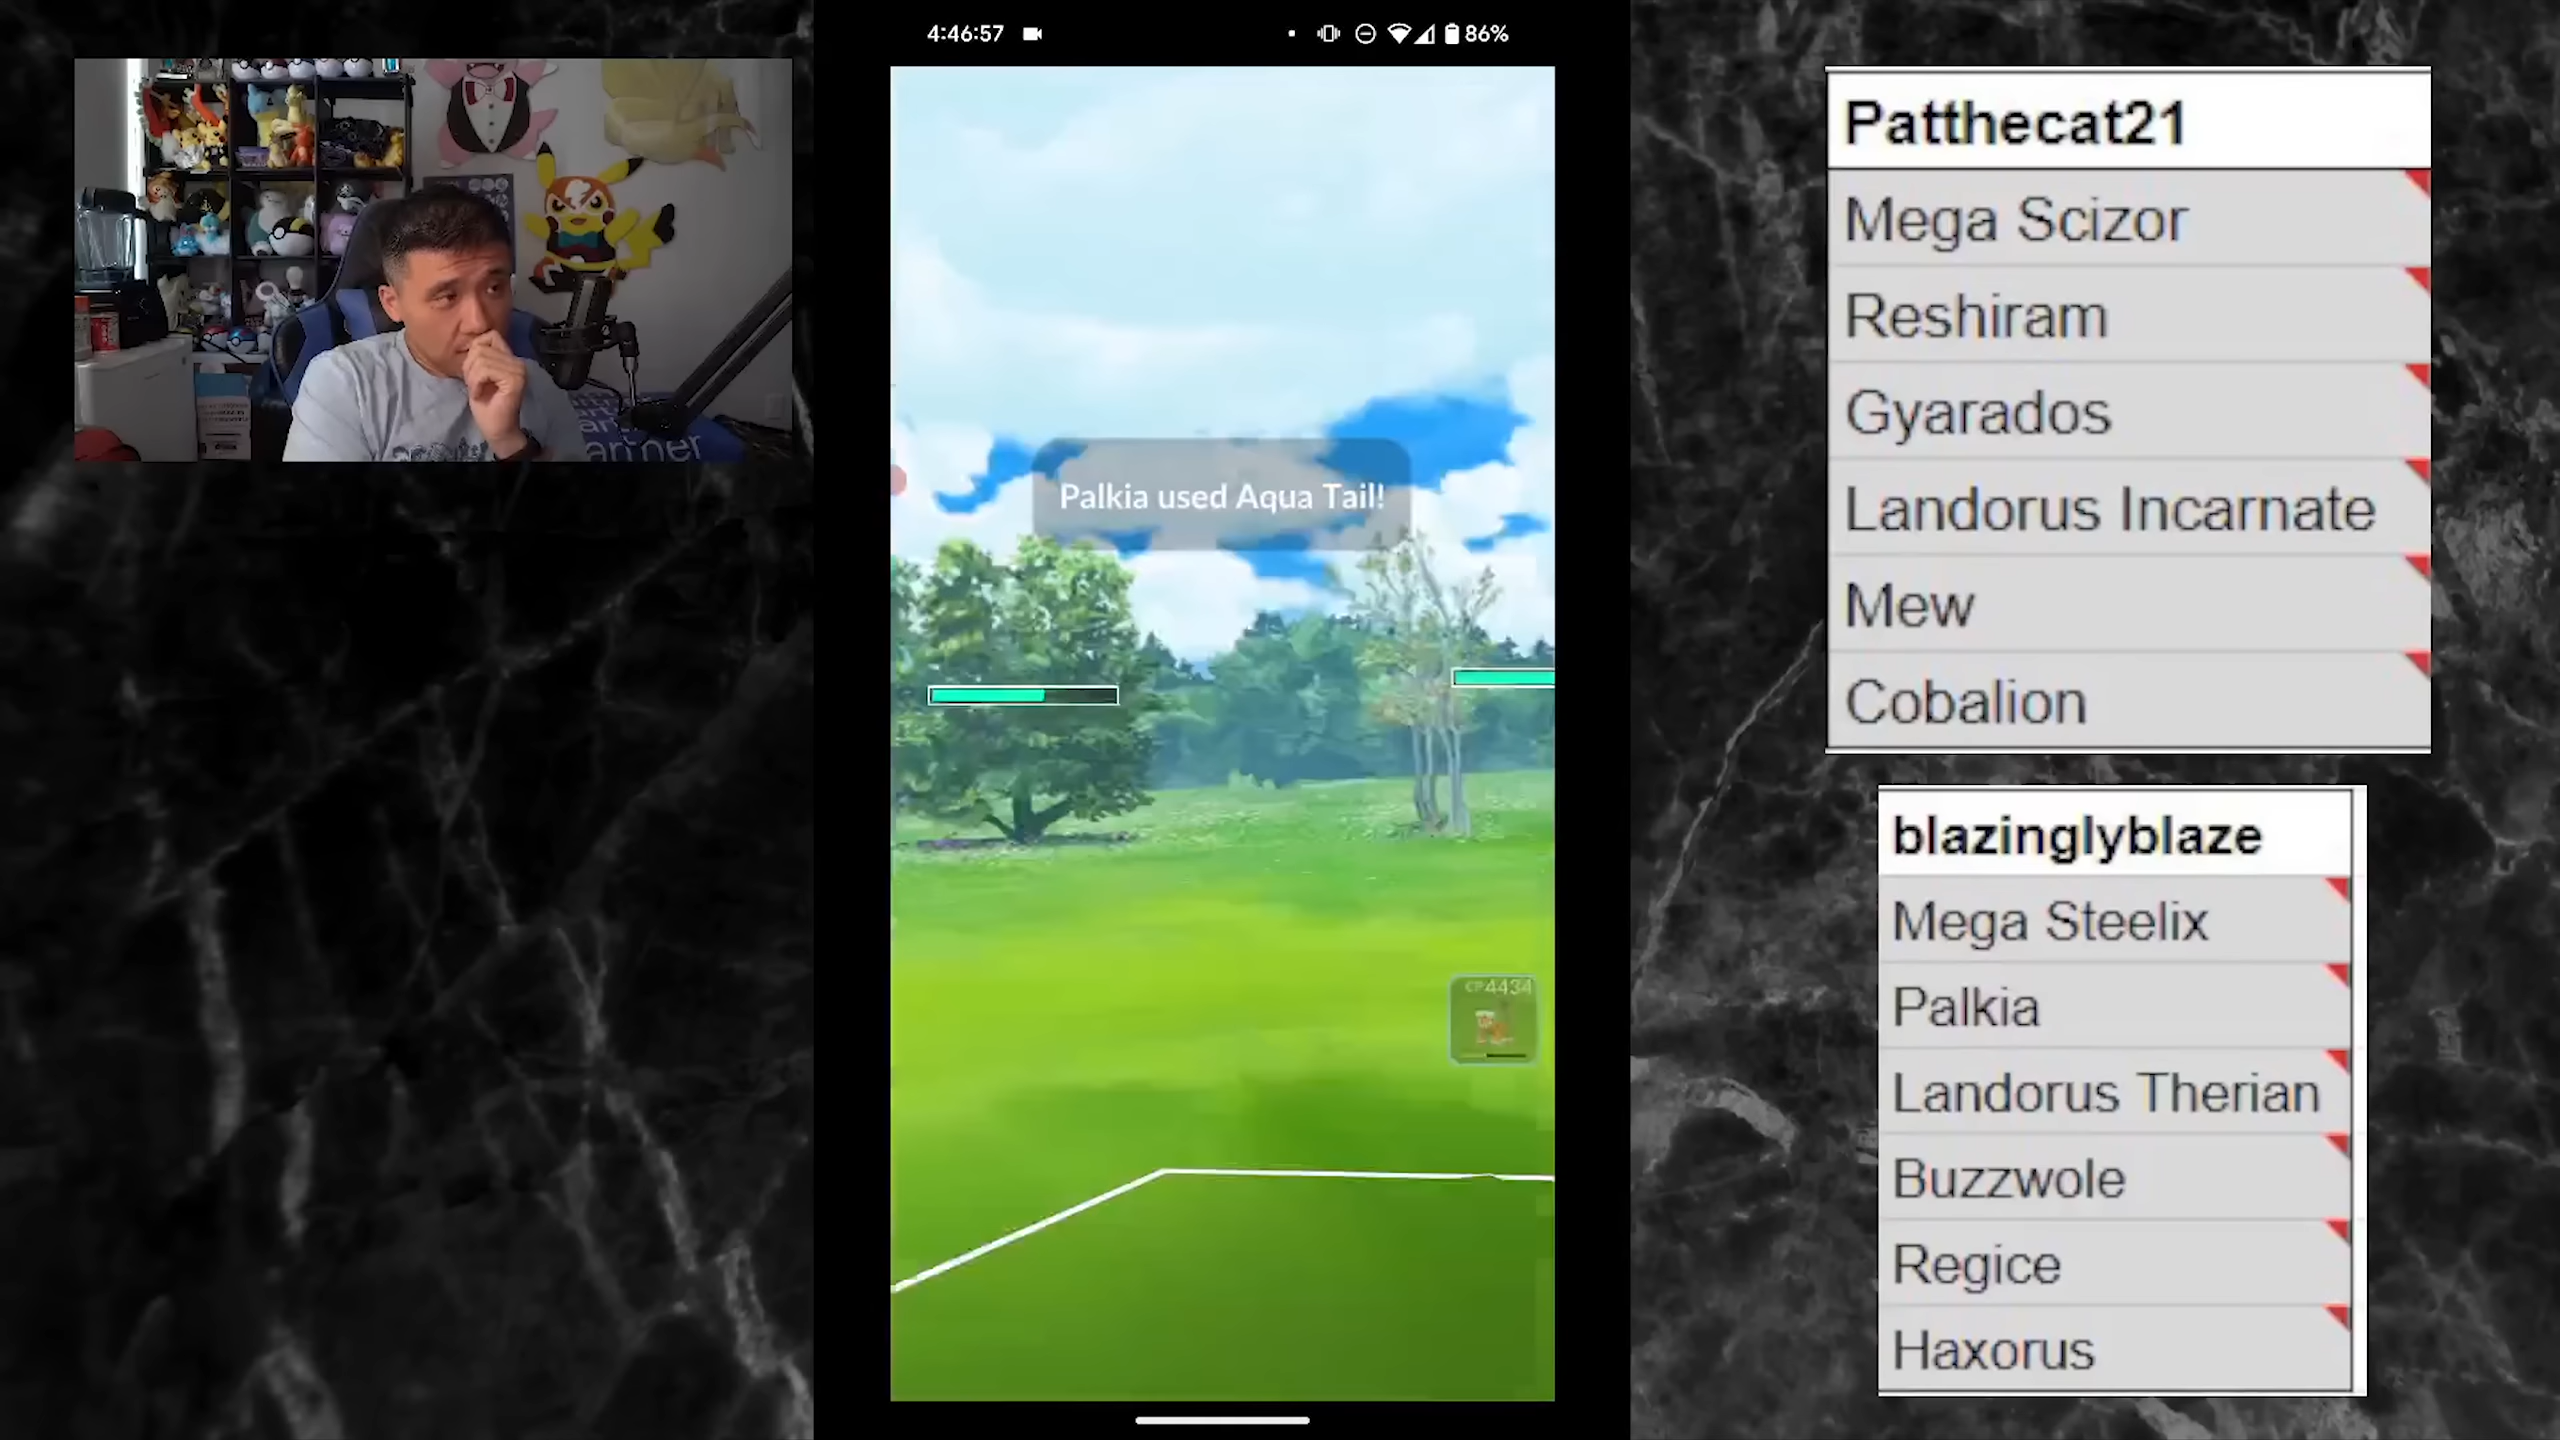 4:46:57
86%
Palkia used Aqua Tail!
CP4434
artner
Patthecat21
Mega Scizor
Reshiram
Gyarados
Landorus Incarnate
Mew
Cobalion
blazinglyblaze
Mega Steelix
Palkia
Landorus Therian
Buzzwole
Regice
Haxorus